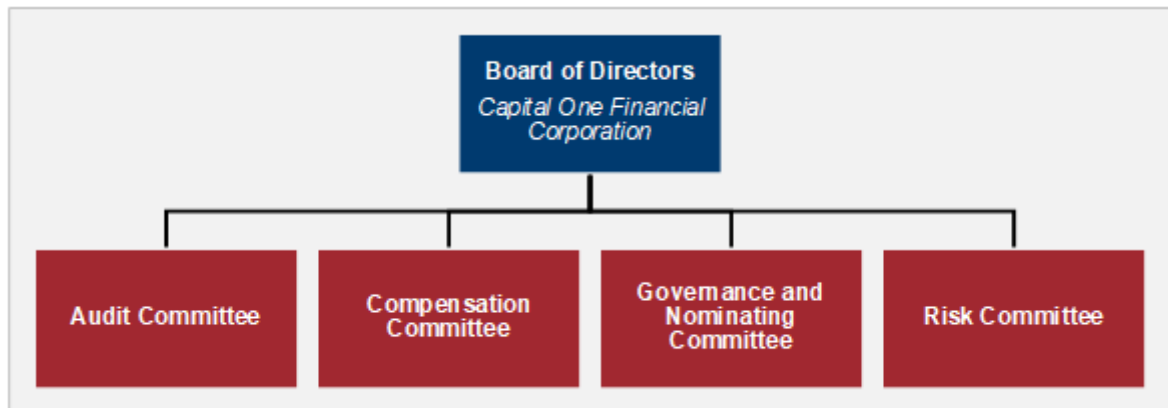 Board of Directors
Capital One Financial
Corporation
Audit Committee
Compensation
Committee
Governance and
Nominating
Committee
Risk Committee